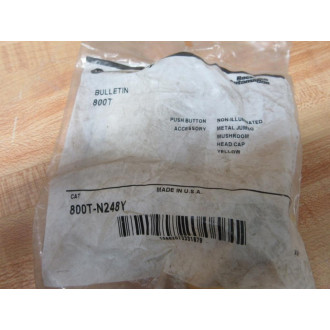 BULLETIN
800T
PUSH BUTTON
ACCESSORY
NON-ILLUMINATED
METAL JUMBO
MUSHROOM
HEAD CAP
YELLOW
CAT
800T-N248Y
MADE IN U.S.A.